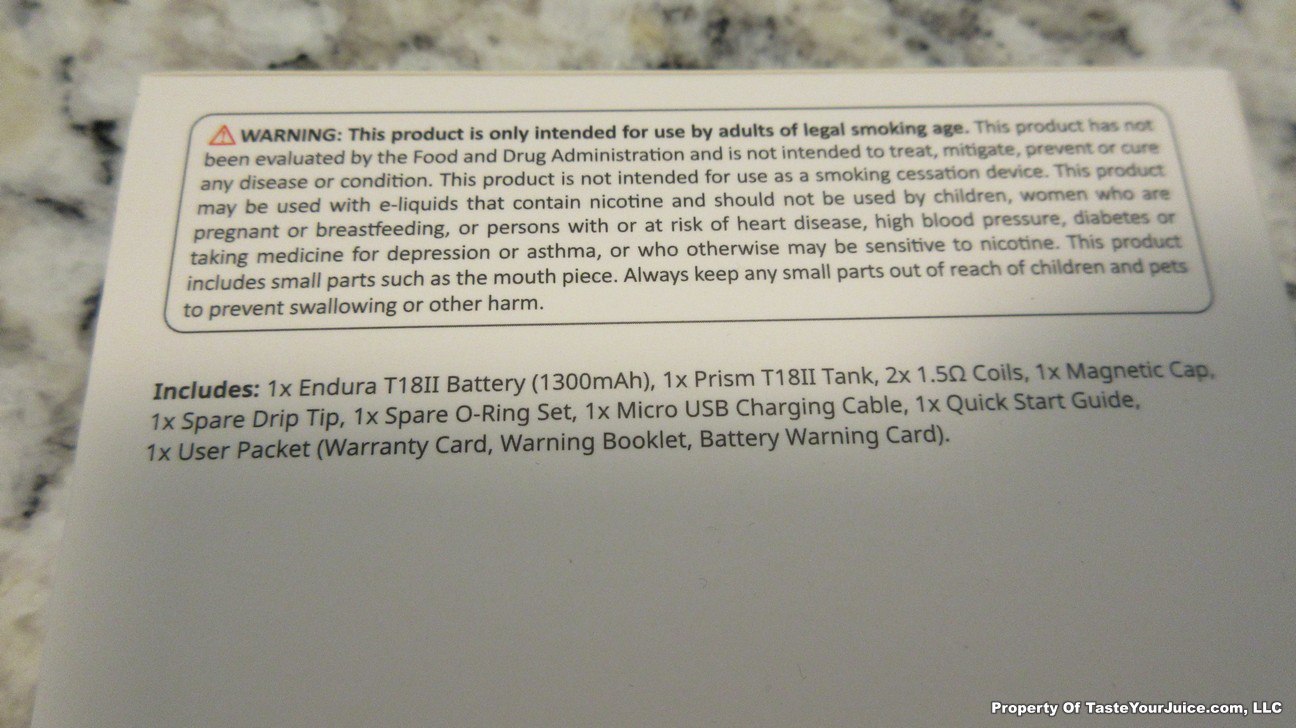 ⚠ WARNING: This product is only intended for use by adults of legal smoking age. This product has not
been evaluated by the Food and Drug Administration and is not intended to treat, mitigate, prevent or cure
any disease or condition. This product is not intended for use as a smoking cessation device. This product
may be used with e-liquids that contain nicotine and should not be used by children, women who are
pregnant or breastfeeding, or persons with or at risk of heart disease, high blood pressure, diabetes or
taking medicine for depression or asthma, or who otherwise may be sensitive to nicotine. This product
includes small parts such as the mouth piece. Always keep any small parts out of reach of children and pets
to prevent swallowing or other harm.
Includes: 1x Endura T18II Battery (1300mAh), 1x Prism T18II Tank, 2x 1.5Ω Coils, 1x Magnetic Cap,
1x Spare Drip Tip, 1x Spare O-Ring Set, 1x Micro USB Charging Cable, 1x Quick Start Guide,
1x User Packet (Warranty Card, Warning Booklet, Battery Warning Card).
Property Of TasteYourJuice.com, LLC